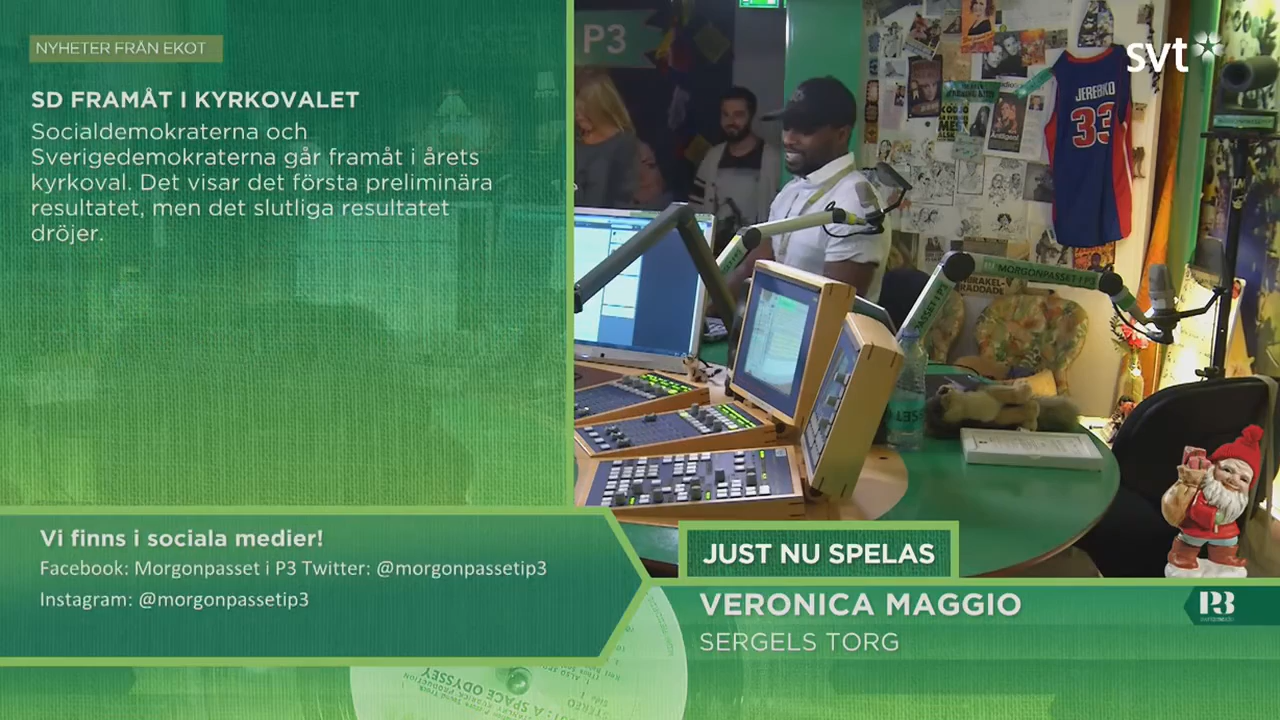 NYHETER FRÅN EKOT
SD FRAMÅT I KYRKOVALET
Socialdemokraterna och
Sverigedemokraterna går framåt i årets
kyrkoval. Det visar det första preliminära
resultatet, men det slutliga resultatet
dröjer.
P3
svt
JEREBKO
33
MORGONPASSET I P3
Vi finns i sociala medier!
Facebook: Morgonpasset i P3 Twitter: @morgonpassetip3
Instagram: @morgonpassetip3
JUST NU SPELAS
VERONICA MAGGIO
SERGELS TORG
P3
A SPACE ODYSSEY
STEREO